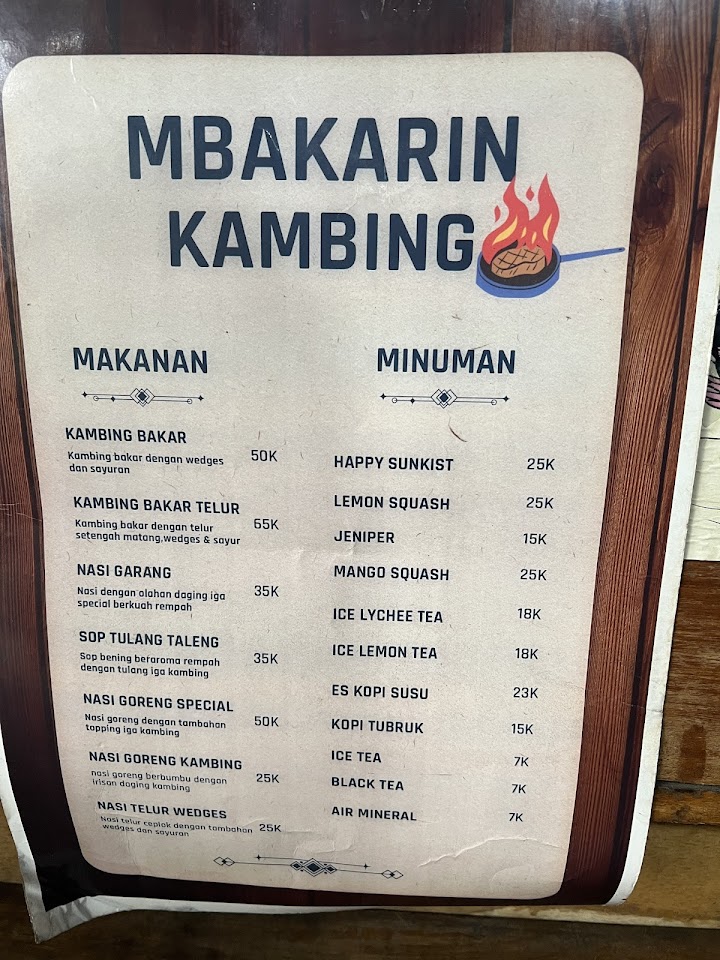 MBAKARIN
KAMBING
MAKANAN
KAMBING BAKAR 50K
Kambing bakar dengan wedges
dan sayuran
KAMBING BAKAR TELUR 65K
Kambing bakar dengan telur
setengah matang,wedges & sayur
NASI GARANG 35K
Nasi dengan olahan daging iga
special berkuah rempah
SOP TULANG TALENG 35K
Sop bening beraroma rempah
dengan tulang iga kambing
NASI GORENG SPECIAL 50K
Nasi goreng dengan tambahan
topping iga kambing
NASI GORENG KAMBING 25K
nasi goreng berbumbu dengan
irisan daging kambing
NASI TELUR WEDGES 25K
Nasi telur ceplok dengan tambahan
wedges dan sayuran
MINUMAN
HAPPY SUNKIST 25K
LEMON SQUASH 25K
JENIPER 15K
MANGO SQUASH 25K
ICE LYCHEE TEA 18K
ICE LEMON TEA 18K
ES KOPI SUSU 23K
KOPI TUBRUK 15K
ICE TEA 7K
BLACK TEA 7K
AIR MINERAL 7K